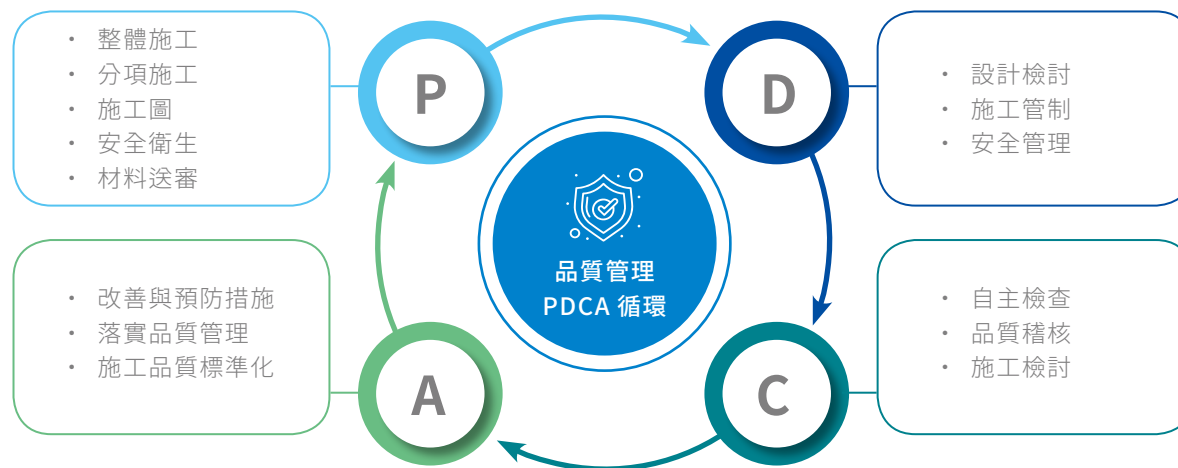 • 整體施工
• 分項施工
• 施工圖
• 安全衛生
• 材料送審
P
D
• 設計檢討
• 施工管制
• 安全管理
品質管理
PDCA 循環
• 改善與預防措施
• 落實品質管理
• 施工品質標準化
A
C
• 自主檢查
• 品質稽核
• 施工檢討